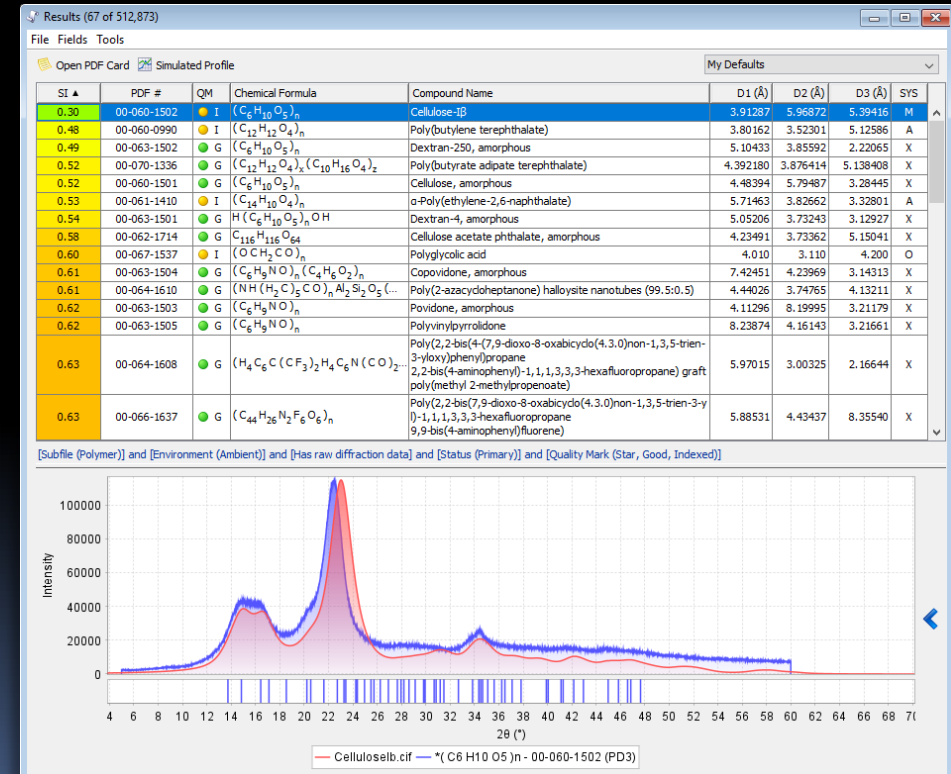 Results (67 of 512,873)
File Fields Tools
Open PDF Card Simulated Profile My Defaults
SI ▲ PDF # QM Chemical Formula Compound Name D1 (Å) D2 (Å) D3 (Å) SYS
0.30 00-060-1502 I (C6H10O5)n Cellulose-Iβ 3.91287 5.96872 5.39416 M
0.48 00-060-0990 I (C12H12O4)n Poly(butylene terephthalate) 3.80162 3.52301 5.12586 A
0.49 00-063-1502 G (C6H10O5)n Dextran-250, amorphous 5.10433 3.85592 2.22065 X
0.52 00-070-1336 G (C12H12O4)x(C10H16O4)z Poly(butyrate adipate terephthalate) 4.392180 3.876414 5.138408 X
0.52 00-060-1501 G (C6H10O5)n Cellulose, amorphous 4.48394 5.79487 3.28445 X
0.53 00-061-1410 I (C14H10O4)n α-Poly(ethylene-2,6-naphthalate) 5.71463 3.82662 3.32801 A
0.54 00-063-1501 G H(C6H10O5)nOH Dextran-4, amorphous 5.05206 3.73243 3.12927 X
0.58 00-062-1714 G C116H116O64 Cellulose acetate phthalate, amorphous 4.23491 3.73362 5.15041 X
0.60 00-067-1537 I (OCH2CO)n Polyglycolic acid 4.010 3.110 4.200 O
0.61 00-063-1504 G (C6H9NO)n(C4H6O2)n Copovidone, amorphous 7.42451 4.23969 3.14313 X
0.61 00-064-1610 G (NH(H2C)5CO)nAl2Si2O5(... Poly(2-azacycloheptanone) halloysite nanotubes (99.5:0.5) 4.44026 3.74765 4.13211 X
0.62 00-063-1503 G (C6H9NO)n Povidone, amorphous 4.11296 8.19995 3.21179 X
0.62 00-063-1505 G (C6H9NO)n Polyvinylpyrrolidone 8.23874 4.16143 3.21661 X
Poly(2,2-bis(4-(7,9-dioxo-8-oxabicyclo(4.3.0)non-1,3,5-trien-
3-yloxy)phenyl)propane
0.63 00-064-1608 G (H4C6C(CF3)2H4C6N(CO)2... 2,2-bis(4-aminophenyl)-1,1,1,3,3,3-hexafluoropropane) graft 5.97015 3.00325 2.16644 X
poly(methyl 2-methylpropenoate)
Poly(2,2-bis(7,9-dioxo-8-oxabicyclo(4.3.0)non-1,3,5-trien-3-y
0.63 00-066-1637 G (C44H26N2F6O6)n l)-1,1,1,3,3,3-hexafluoropropane 5.88531 4.43437 8.35540 X
9,9-bis(4-aminophenyl)fluorene)
[Subfile (Polymer)] and [Environment (Ambient)] and [Has raw diffraction data] and [Status (Primary)] and [Quality Mark (Star, Good, Indexed)]
Intensity
100000
80000
60000
40000
20000
0
4 6 8 10 12 14 16 18 20 22 24 26 28 30 32 34 36 38 40 42 44 46 48 50 52 54 56 58 60 62 64 66 68
2θ (°)
CelluloseIb.cif *( C6 H10 O5 )n - 00-060-1502 (PD3)